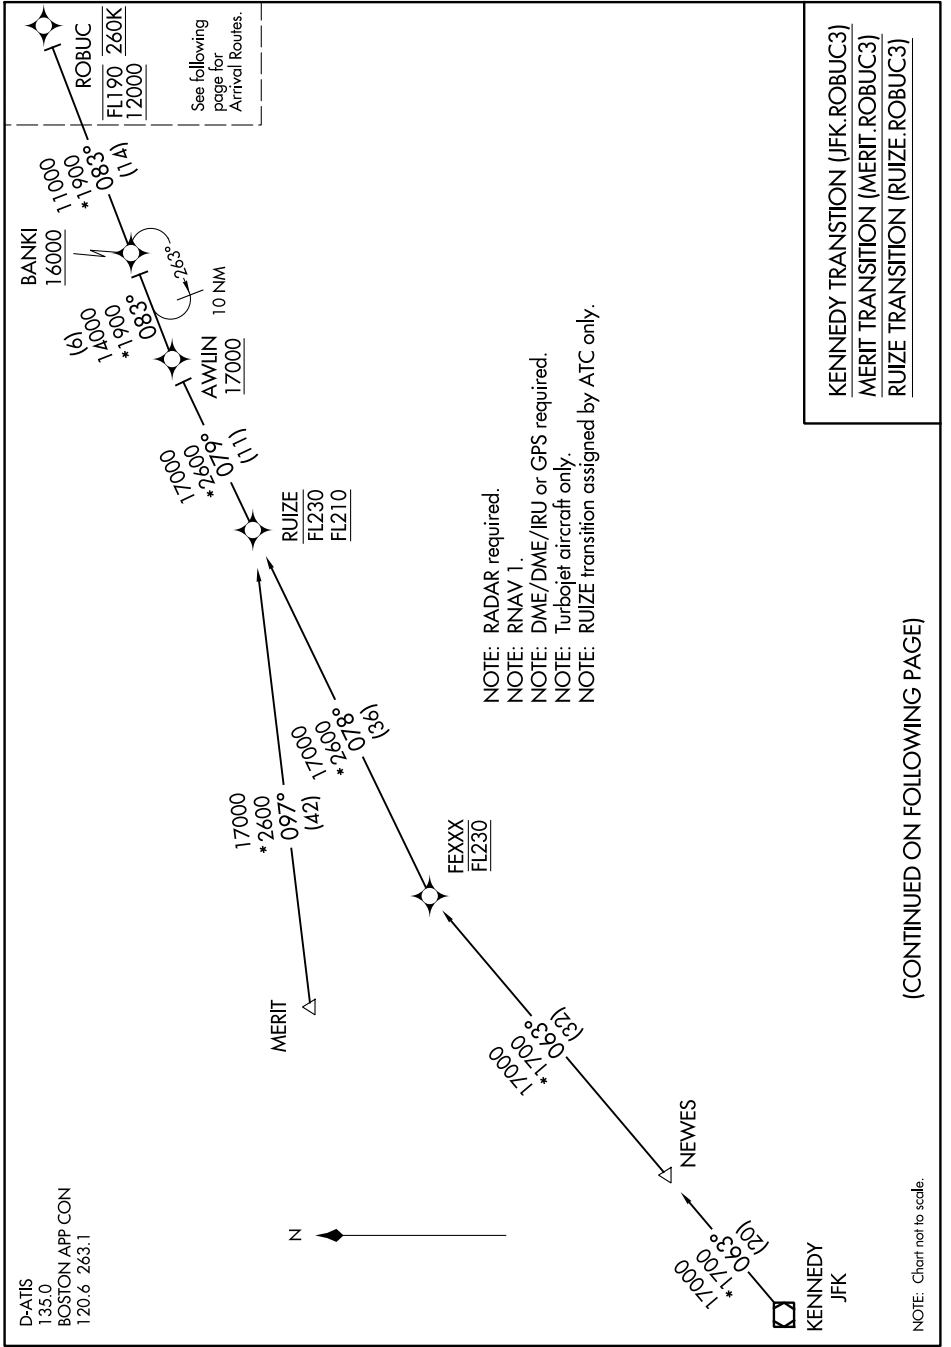 D-ATIS
135.0
BOSTON APP CON
120.6 263.1
ROBUC
FL190 260K
12000
See following
page for
Arrival Routes.
11000
*1900
083°
(14)
BANKI
16000
263°
10 NM
(6)
14000
*1900
083°
AWLIN
17000
17000
*2600
079°
(11)
RUIZE
FL230
FL210
17000
*2600
097°
(42)
MERIT
17000
*2600
078°
(36)
FEXXX
FL230
17000
*1700
063°
(32)
NEWES
17000
*1700
063°
(20)
KENNEDY
JFK
N
NOTE: RADAR required.
NOTE: RNAV 1.
NOTE: DME/DME/IRU or GPS required.
NOTE: Turbojet aircraft only.
NOTE: RUIZE transition assigned by ATC only.
KENNEDY TRANSTION (JFK.ROBUC3)
MERIT TRANSITION (MERIT.ROBUC3)
RUIZE TRANSITION (RUIZE.ROBUC3)
(CONTINUED ON FOLLOWING PAGE)
NOTE: Chart not to scale.